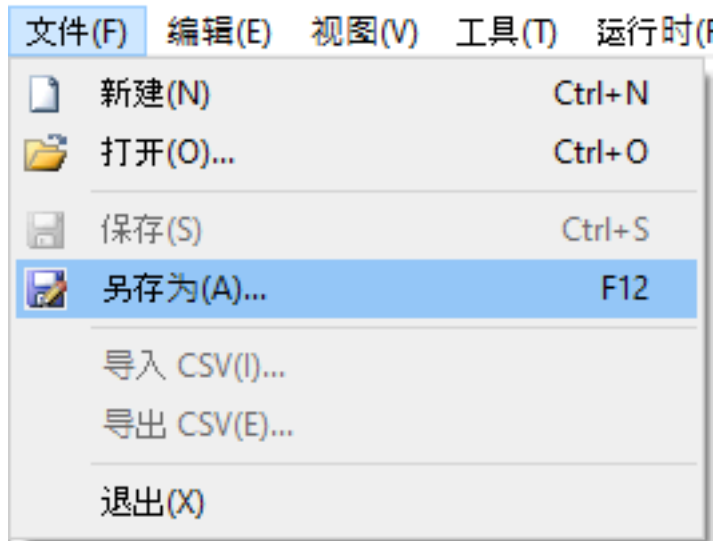 文件(F) 编辑(E) 视图(V) 工具(T) 运行时(
新建(N) Ctrl+N
打开(O)... Ctrl+O
保存(S) Ctrl+S
另存为(A)... F12
导入 CSV(I)...
导出 CSV(E)...
退出(X)